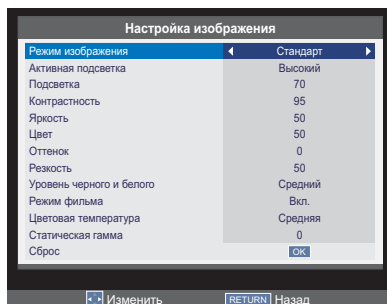 Настройка изображения
Режим изображения Стандарт
Активная подсветка Высокий
Подсветка 70
Контрастность 95
Яркость 50
Цвет 50
Оттенок 0
Резкость 50
Уровень черного и белого Средний
Режим фильма Вкл.
Цветовая температура Средняя
Статическая гамма 0
Сброс OK
Изменить RETURN Назад